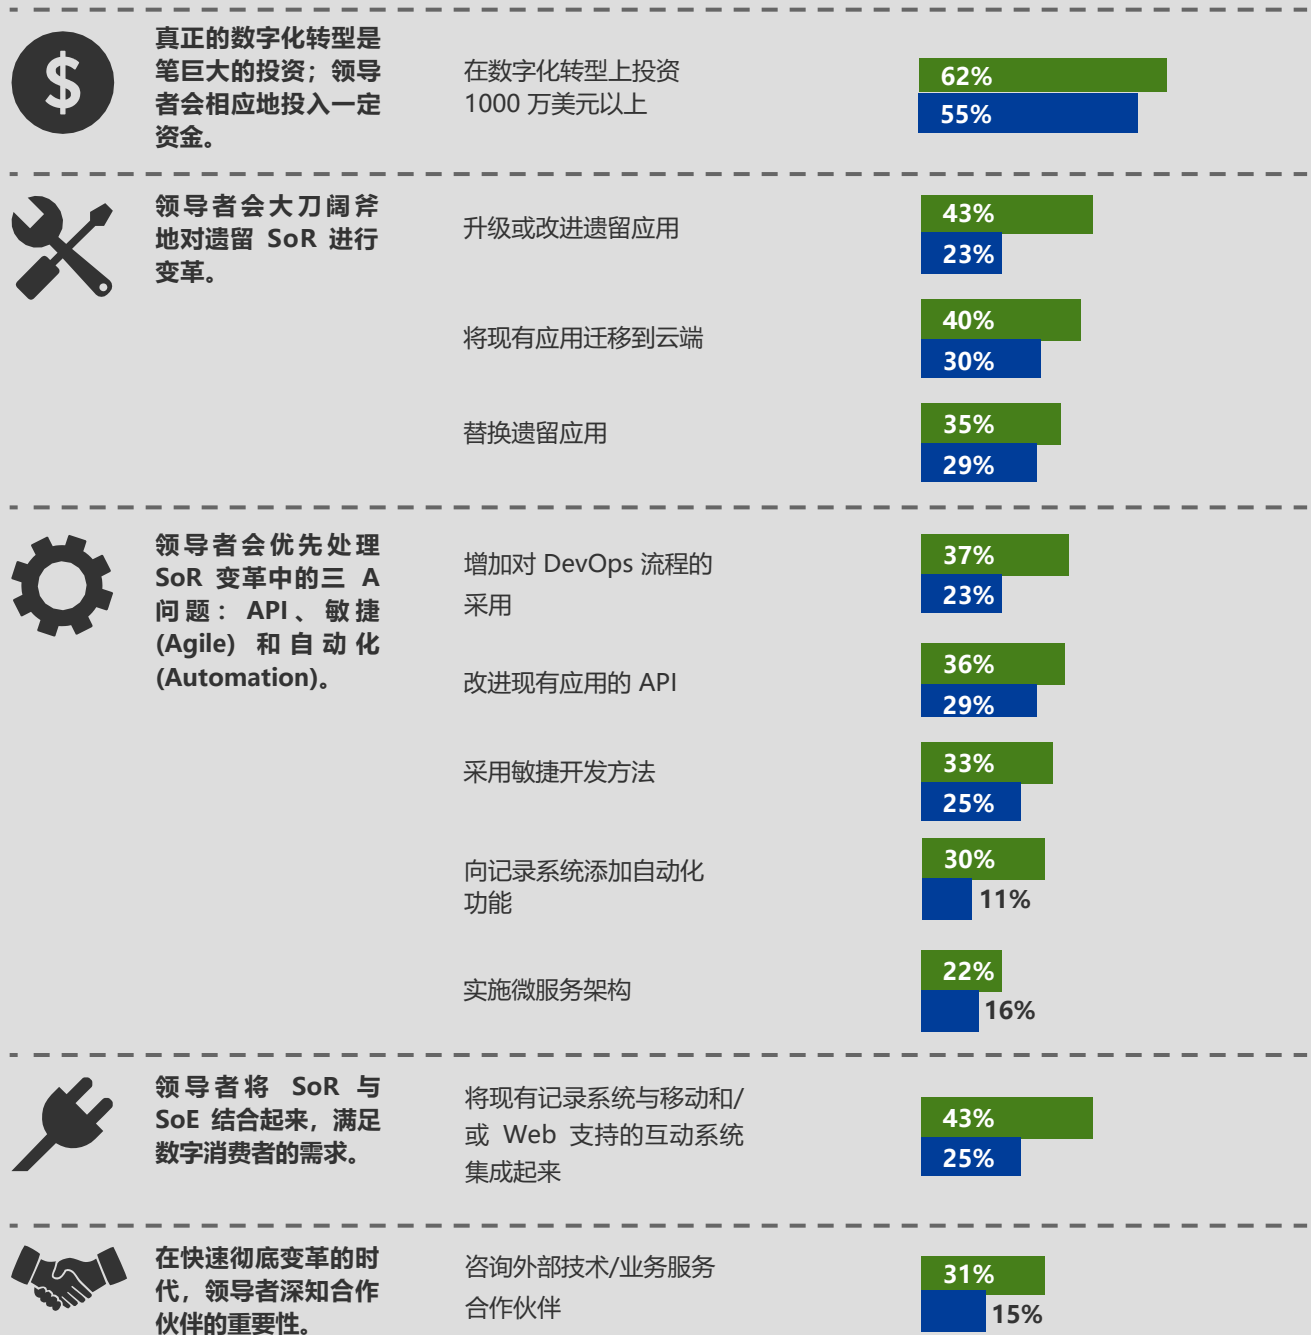 $
真正的数字化转型是
笔巨大的投资；领导
者会相应地投入一定
资金。
在数字化转型上投资
1000 万美元以上
62%
55%
领导者会大刀阔斧
地对遗留 SoR 进行
变革。
升级或改进遗留应用
43%
23%
将现有应用迁移到云端
40%
30%
替换遗留应用
35%
29%
领导者会优先处理
SoR 变革中的三 A
问题：API、敏捷
(Agile) 和自动化
(Automation)。
增加对 DevOps 流程的
采用
37%
23%
改进现有应用的 API
36%
29%
采用敏捷开发方法
33%
25%
向记录系统添加自动化
功能
30%
11%
实施微服务架构
22%
16%
领导者将 SoR 与
SoE 结合起来，满足
数字消费者的需求。
将现有记录系统与移动和/
或 Web 支持的互动系统
集成起来
43%
25%
在快速彻底变革的时
代，领导者深知合作
伙伴的重要性。
咨询外部技术/业务服务
合作伙伴
31%
15%